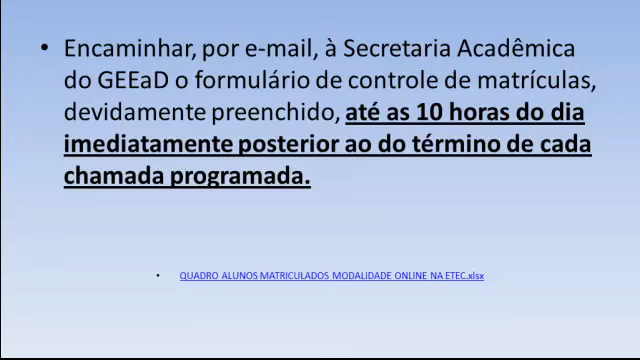 • Encaminhar, por e-mail, à Secretaria Acadêmica
do GEEaD o formulário de controle de matrículas,
devidamente preenchido, até as 10 horas do dia
imediatamente posterior ao do término de cada
chamada programada.
• QUADRO ALUNOS MATRICULADOS MODALIDADE ONLINE NA ETEC.xlsx